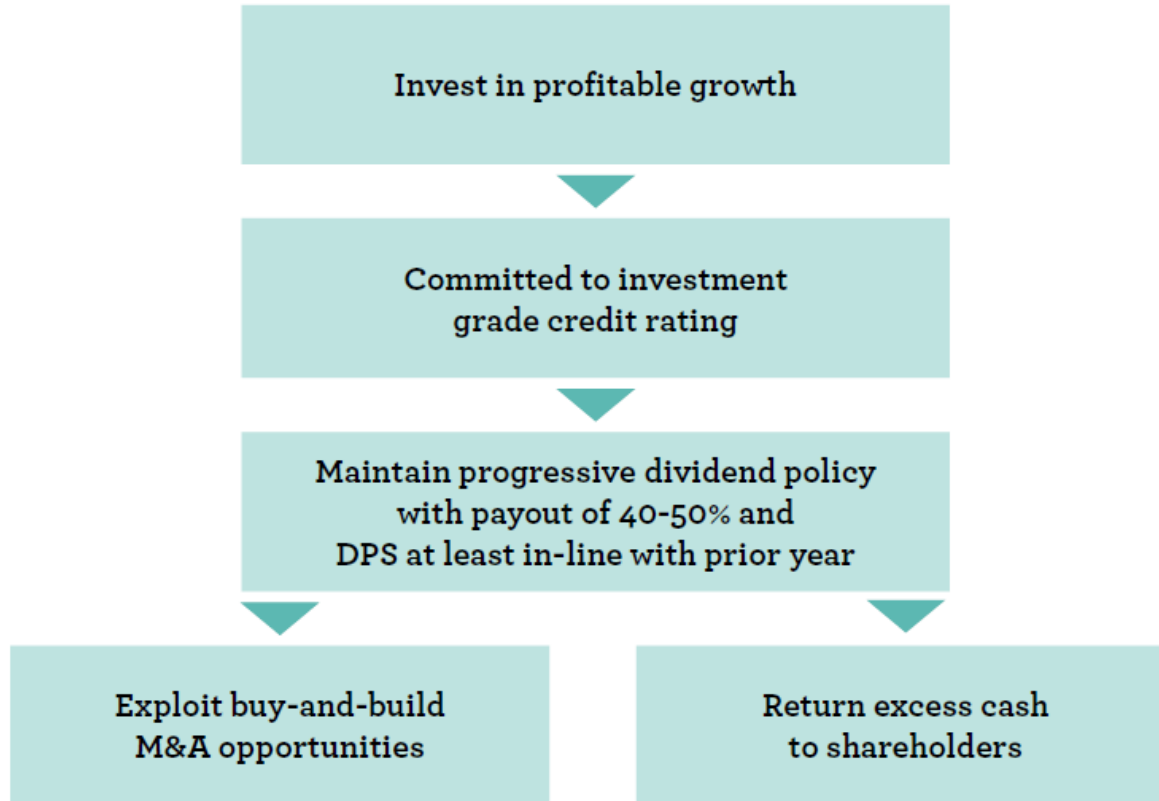 Invest in profitable growth
Committed to investment
grade credit rating
Maintain progressive dividend policy
with payout of 40-50% and
DPS at least in-line with prior year
Exploit buy-and-build
M&A opportunities
Return excess cash
to shareholders